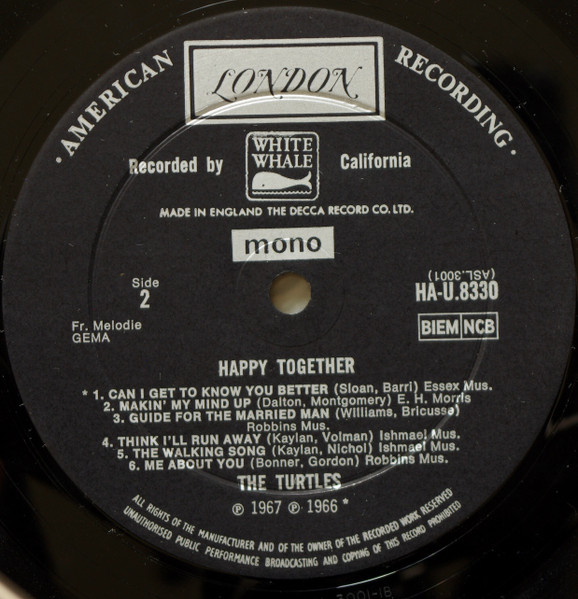 · AMERICAN RECORDING ·
LONDON
WHITE
WHALE
Recorded by California
MADE IN ENGLAND THE DECCA RECORD CO. LTD.
mono
(ASL.3001)
Side
2
HA-U.8330
Fr. Melodie
GEMA
BIEM NCB
HAPPY TOGETHER
* 1. CAN I GET TO KNOW YOU BETTER (Sloan, Barri) Essex Mus.
2. MAKIN' MY MIND UP (Dalton, Montgomery) E. H. Morris
3. GUIDE FOR THE MARRIED MAN (Williams, Bricusse)
Robbins Mus.
4. THINK I'LL RUN AWAY (Kaylan, Volman) Ishmael Mus.
5. THE WALKING SONG (Kaylan, Nichol) Ishmael Mus.
6. ME ABOUT YOU (Bonner, Gordon) Robbins Mus.
THE TURTLES
℗ 1967 ℗ 1966 *
ALL RIGHTS OF THE MANUFACTURER AND OF THE OWNER OF THE RECORDED WORK RESERVED
UNAUTHORISED PUBLIC PERFORMANCE BROADCASTING AND COPYING OF THIS RECORD PROHIBITED